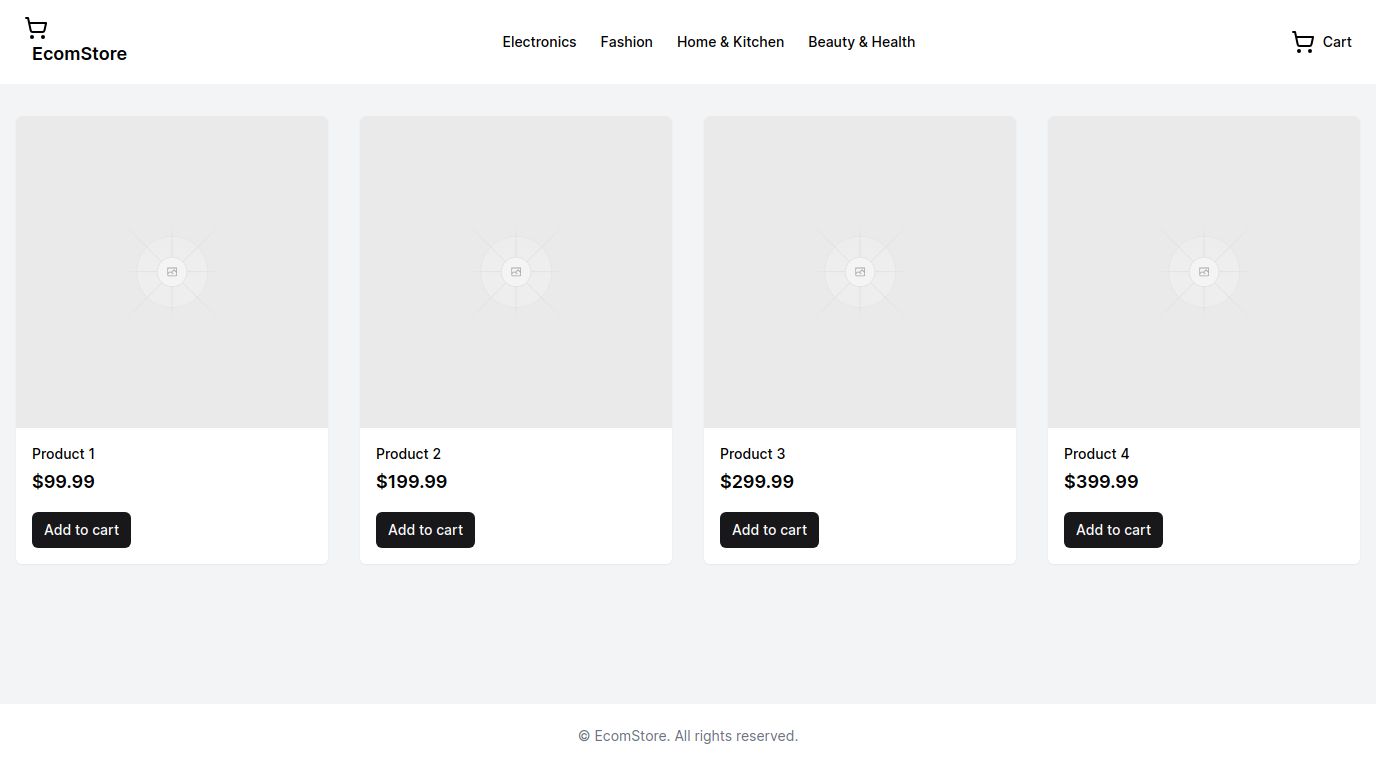 EcomStore
Electronics Fashion Home & Kitchen Beauty & Health
Cart
Product 1
$99.99
Add to cart
Product 2
$199.99
Add to cart
Product 3
$299.99
Add to cart
Product 4
$399.99
Add to cart
© EcomStore. All rights reserved.